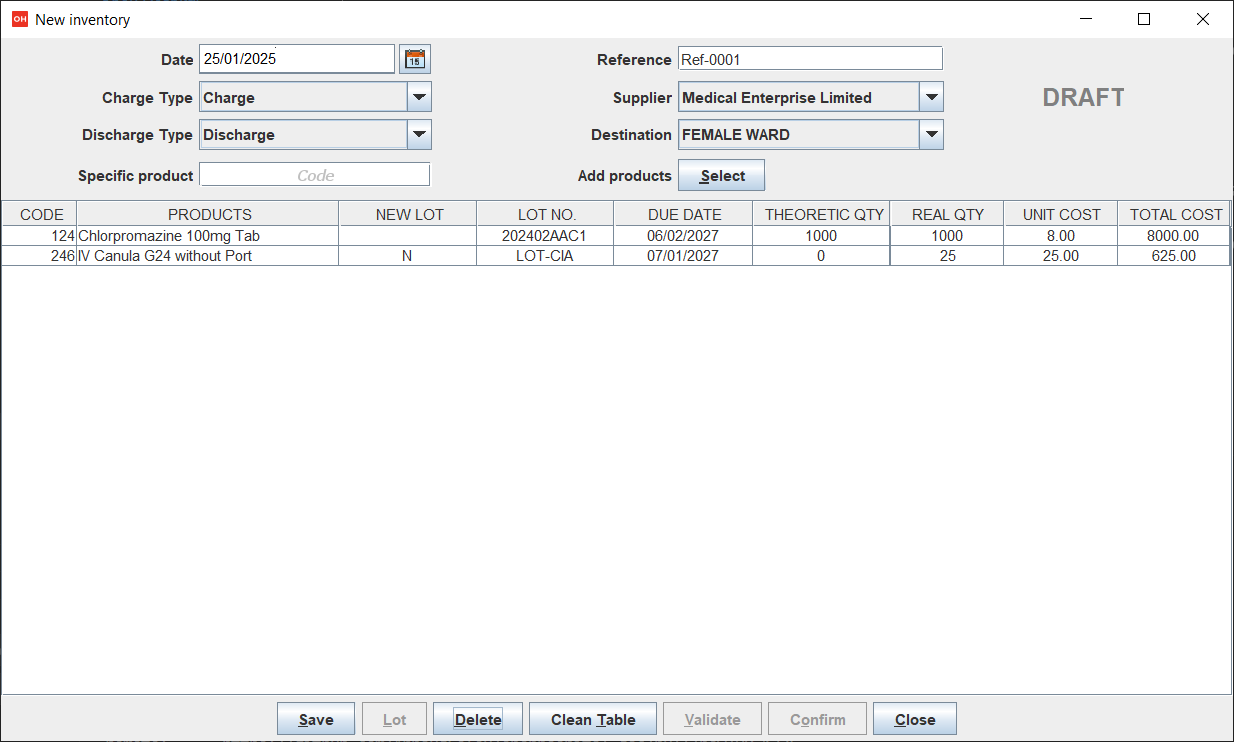 OH New inventory
Date 25/01/2025 15 Reference Ref-0001
Charge Type Charge Supplier Medical Enterprise Limited DRAFT
Discharge Type Discharge Destination FEMALE WARD
Specific product Code Add products Select
CODE PRODUCTS NEW LOT LOT NO. DUE DATE THEORETIC QTY REAL QTY UNIT COST TOTAL COST
124 Chlorpromazine 100mg Tab 202402AAC1 06/02/2027 1000 1000 8.00 8000.00
246 IV Canula G24 without Port N LOT-CIA 07/01/2027 0 25 25.00 625.00
Save Lot Delete Clean Table Validate Confirm Close